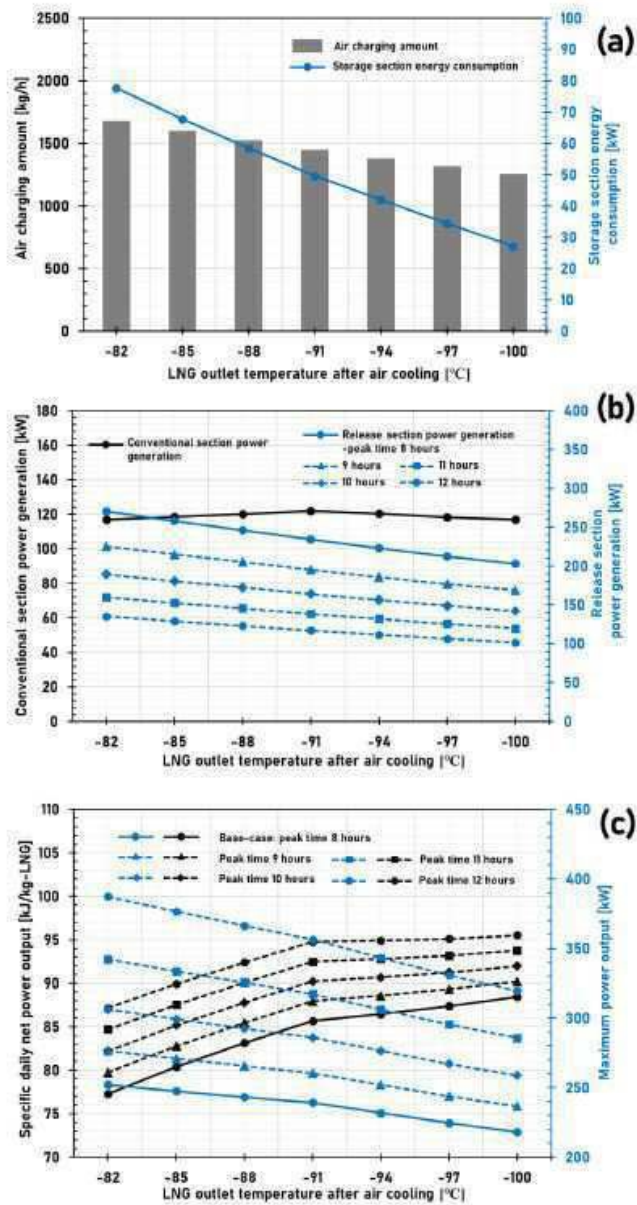 (a)
Air charging amount
Storage section energy consumption
Air charging amount [kg/h]
2500
2000
1500
1000
500
0
100
90
80
70
60
50
40
30
20
10
0
Storage section energy
consumption [kW]
-82 -85 -88 -91 -94 -97 -100
LNG outlet temperature after air cooling [°C]
(b)
Conventional section power
generation
Release section power generation
-peak time 8 hours
9 hours 11 hours
10 hours 12 hours
Conventional section power generation [kW]
180
160
140
120
100
80
60
40
20
0
400
350
300
250
200
150
100
50
0
Release section
power generation [kW]
-82 -85 -88 -91 -94 -97 -100
LNG outlet temperature after air cooling [°C]
(c)
Base-case: peak time 8 hours
Peak time 9 hours Peak time 11 hours
Peak time 10 hours Peak time 12 hours
Specific daily net power output [kJ/kg-LNG]
110
105
100
95
90
85
80
75
70
450
400
350
300
250
200
Maximum power output [kW]
-82 -85 -88 -91 -94 -97 -100
LNG outlet temperature after air cooling [°C]